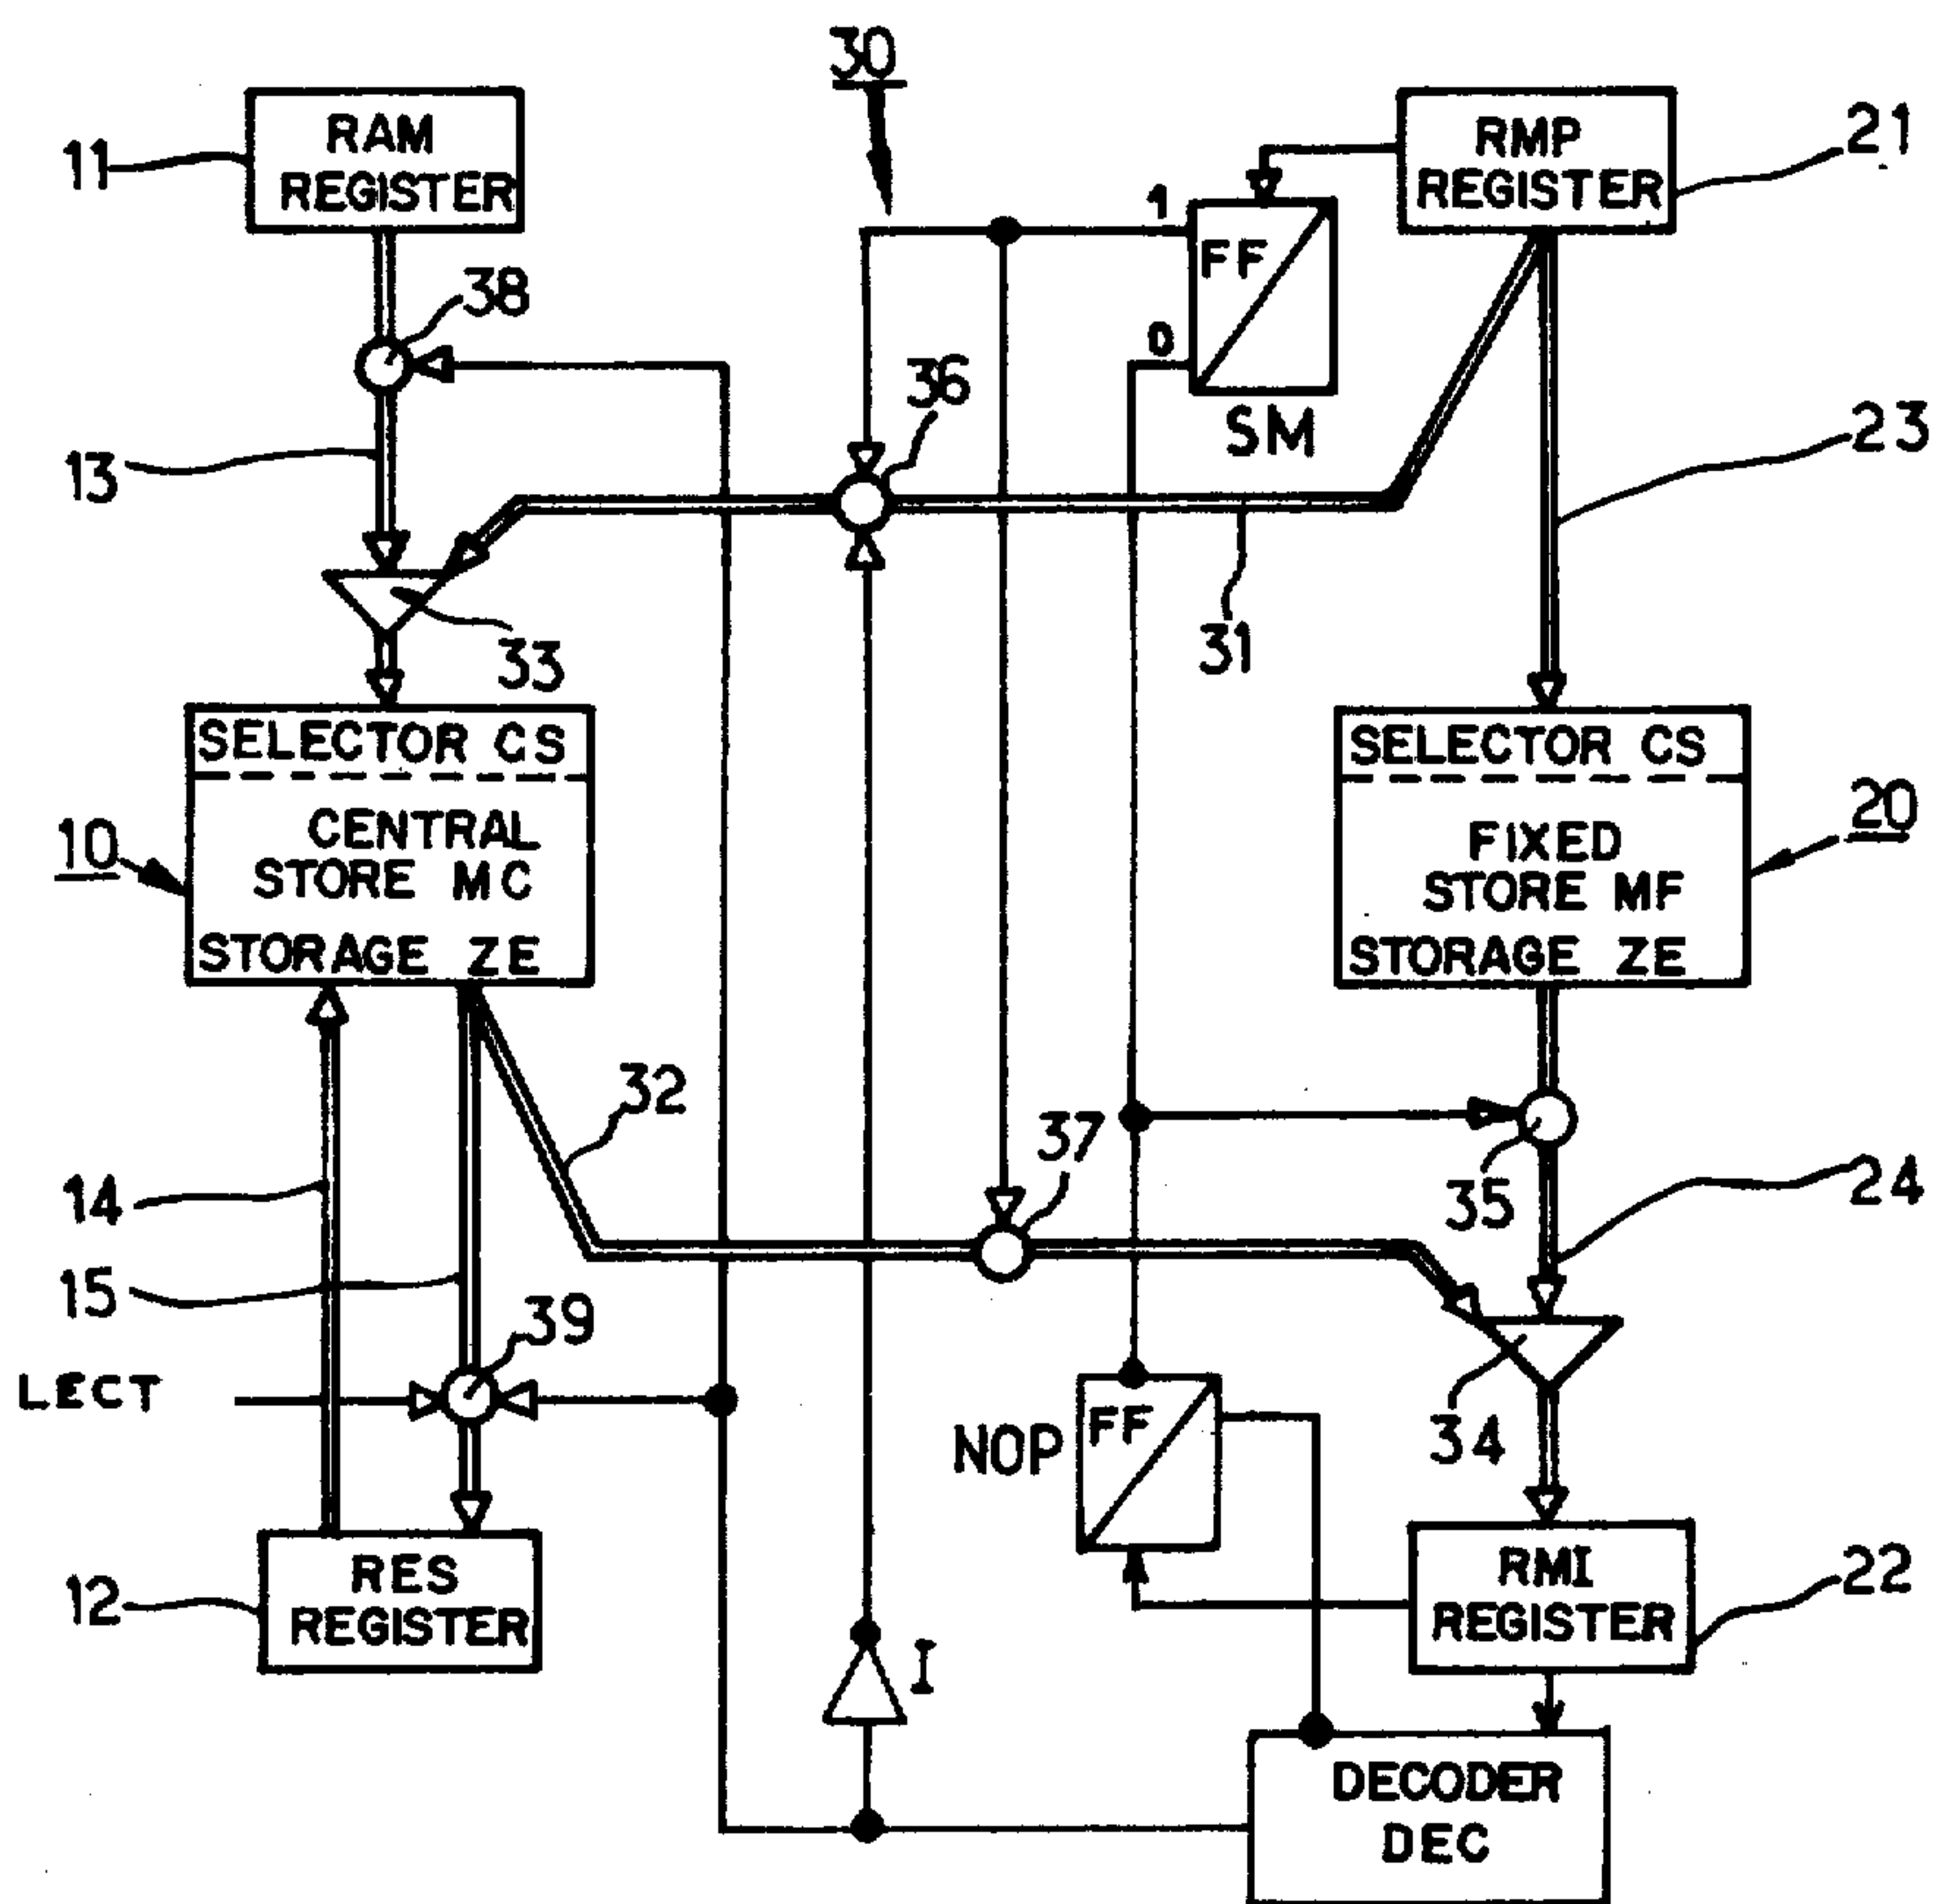 30
RAM
REGISTER
11
RMP
REGISTER
21
1
FF
0
SM
38
36
13
23
31
33
SELECTOR CS
CENTRAL
STORE MC
STORAGE ZE
10
SELECTOR CS
FIXED
STORE MF
STORAGE ZE
20
32
37
14
35
24
15
39
LECT
NOP
FF
34
RES
REGISTER
12
RMI
REGISTER
22
I
DECODER
DEC